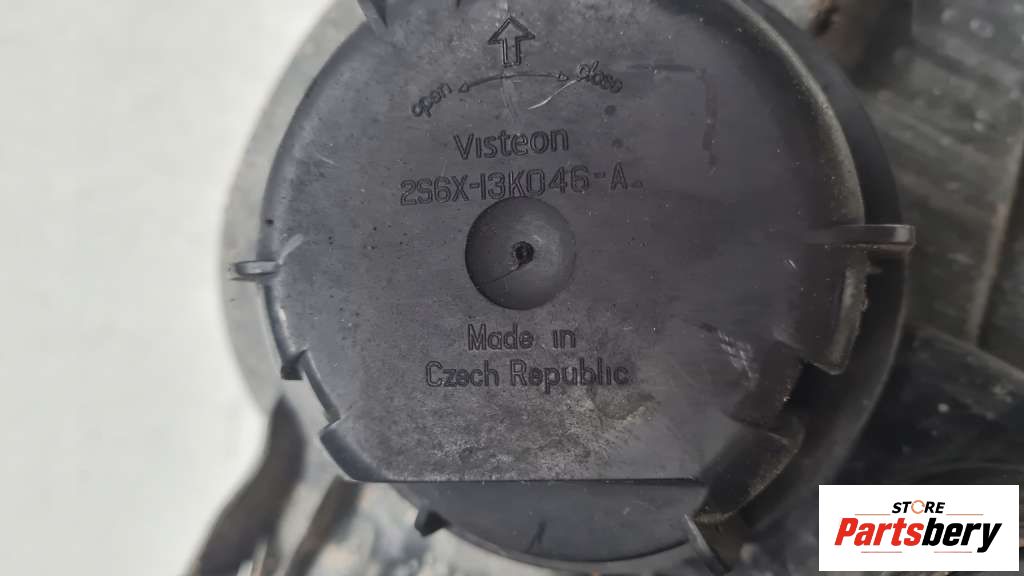 open close
Visteon
2S6X-13K046-A
Made in
Czech Republic
STORE
Partsbery